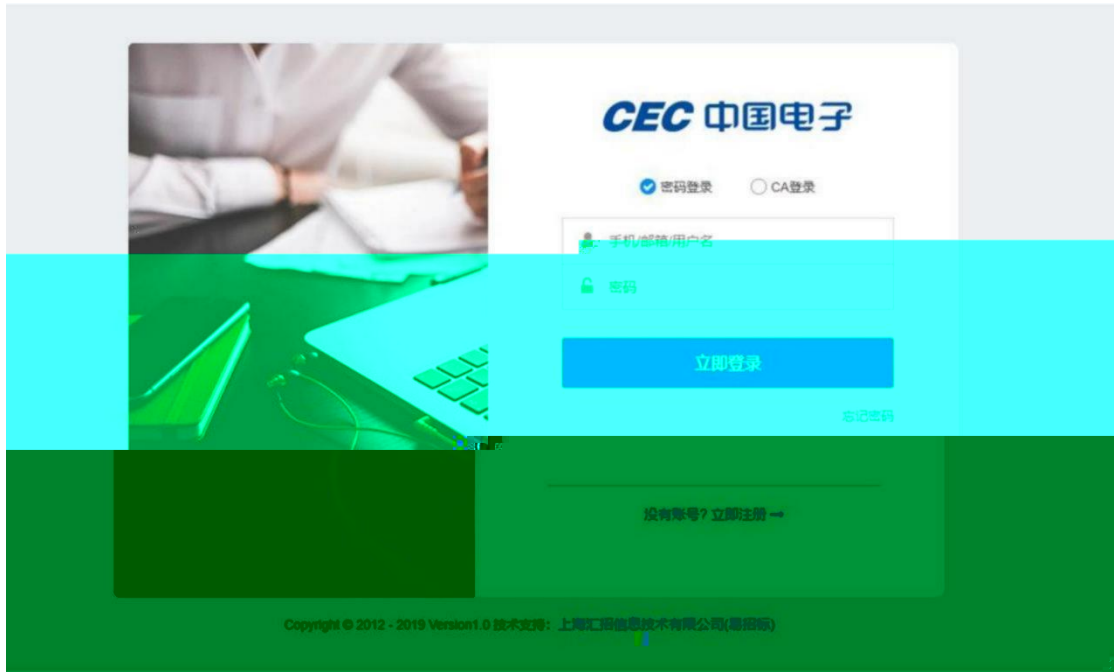 CEC 中国电子
密码登录 CA登录
手机/邮箱/用户名
密码
立即登录
忘记密码
没有账号? 立即注册 →
Copyright © 2012 - 2019 Version1.0 技术支持: 上海汇招信息技术有限公司(易招标)